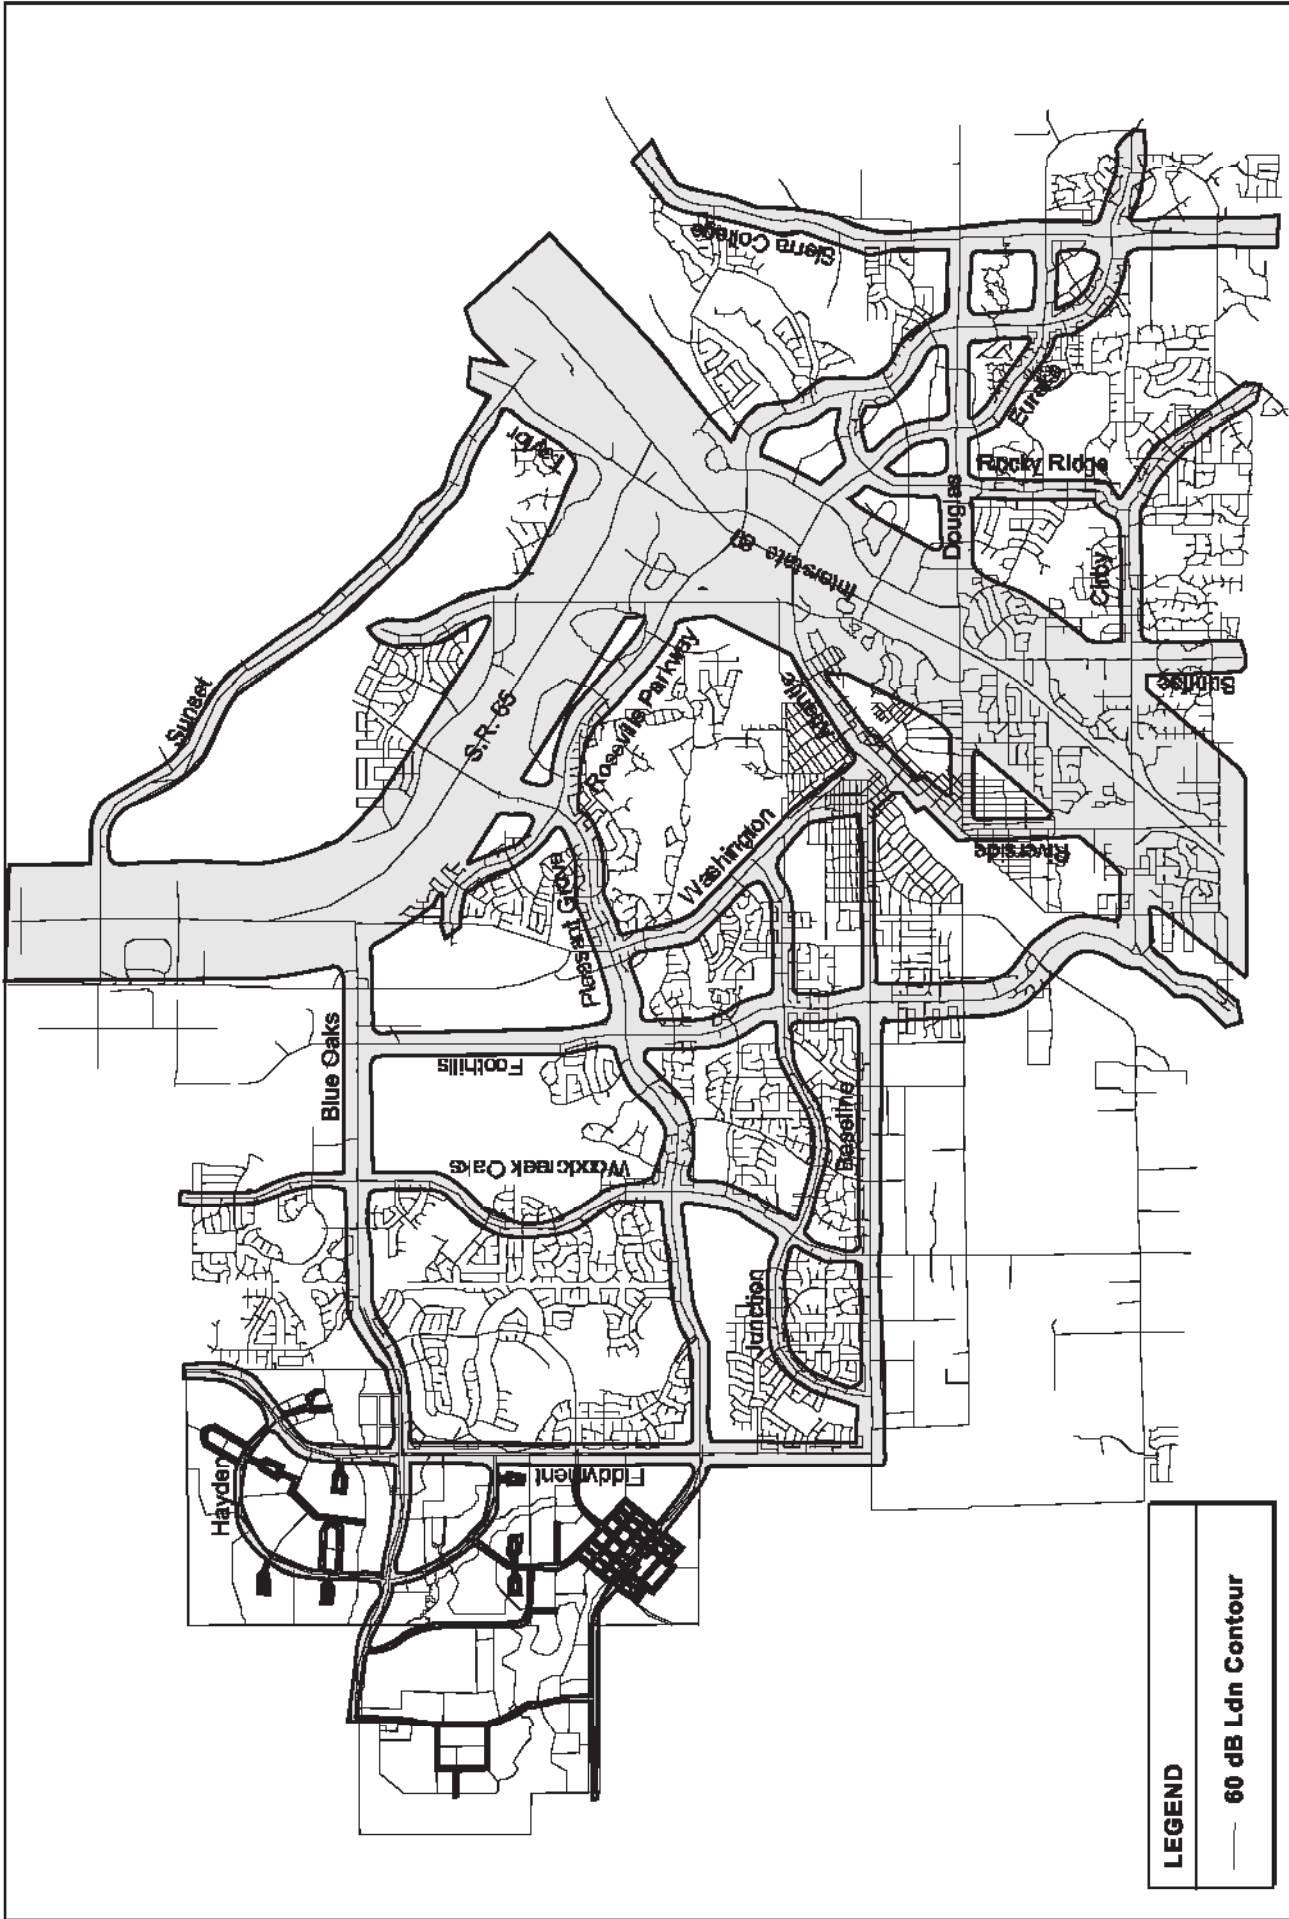 Sierra College
Taylor
Eureka
Rocky Ridge
Douglas
Interstate 80
Cirby
Sunset
Roseville Parkway
Sunrise
S.R. 65
Atlantic
Washington
Riverside
Pleasant Grove
Blue Oaks
Foothills
Baseline
Woodcreek Oaks
Junction
Hayden
Fiddyment
LEGEND
60 dB Ldn Contour